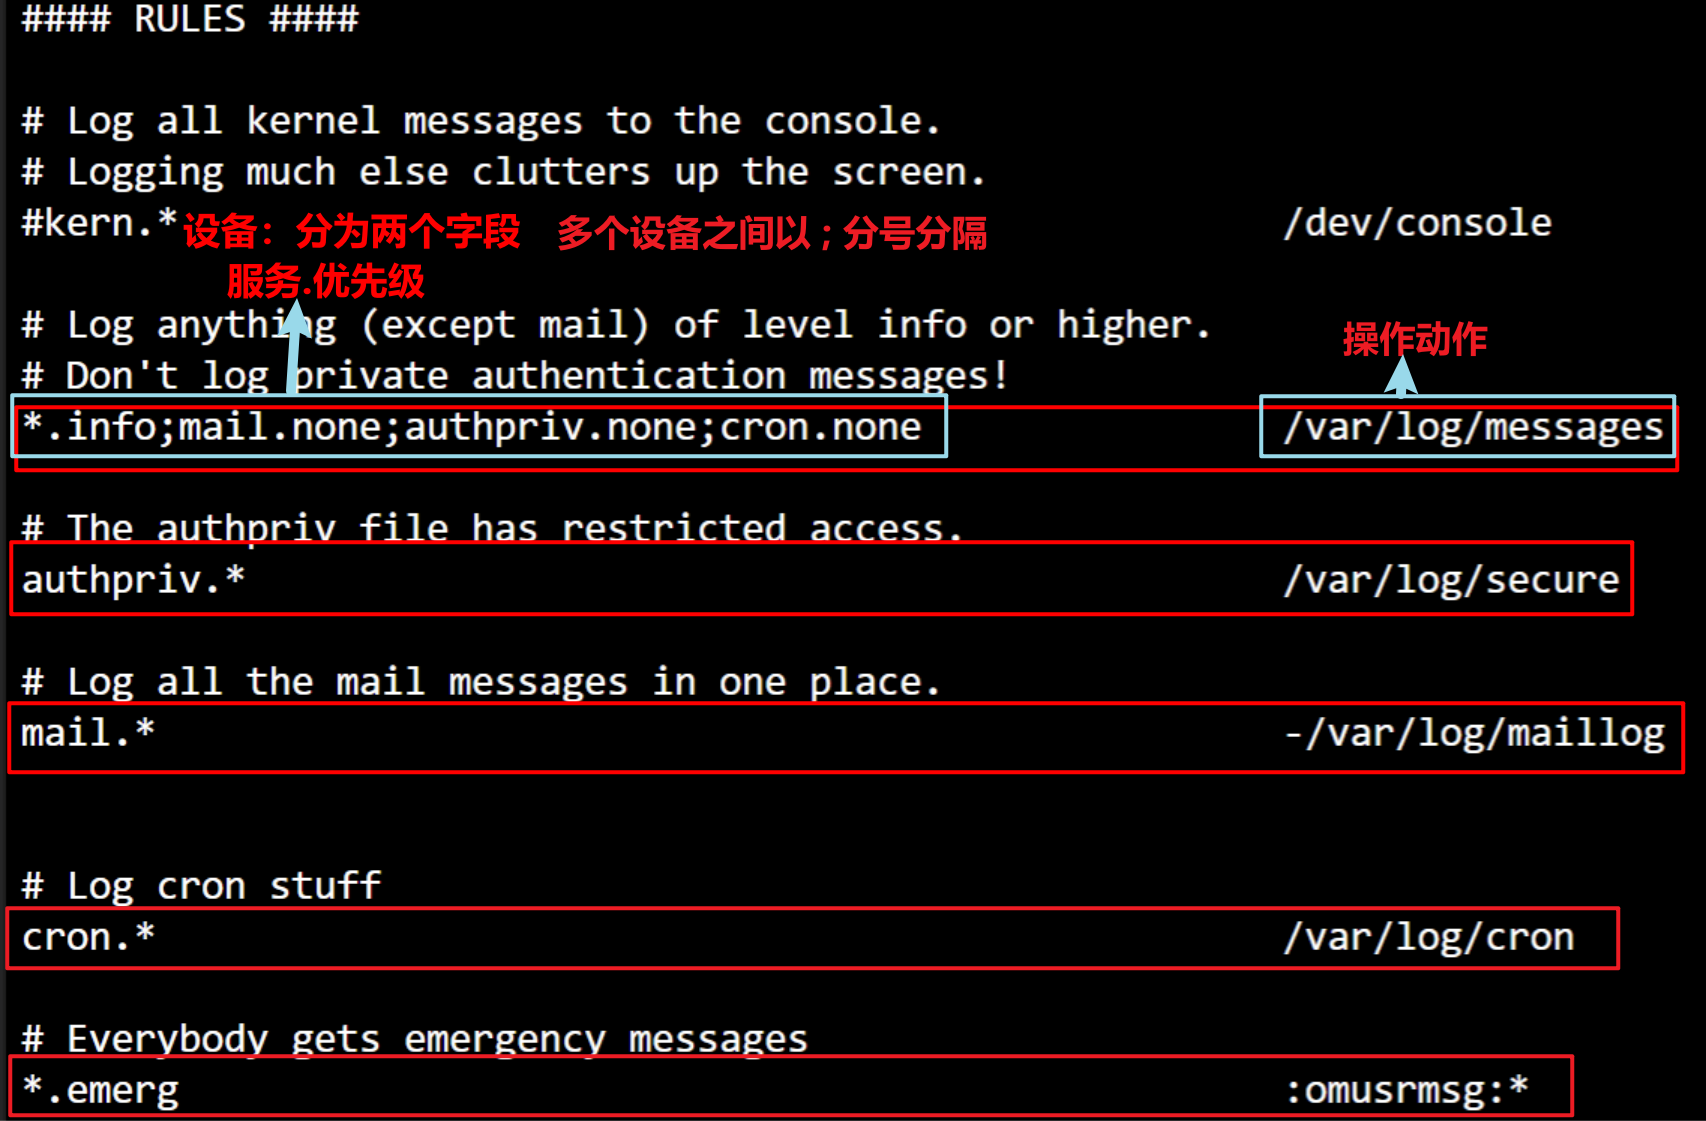 #### RULES ####
# Log all kernel messages to the console.
# Logging much else clutters up the screen.
#kern.* /dev/console
设备：分为两个字段 多个设备之间以；分号分隔
服务.优先级
# Log anything (except mail) of level info or higher.
操作动作
# Don't log private authentication messages!
*.info;mail.none;authpriv.none;cron.none /var/log/messages
# The authpriv file has restricted access.
authpriv.* /var/log/secure
# Log all the mail messages in one place.
mail.* -/var/log/maillog
# Log cron stuff
cron.* /var/log/cron
# Everybody gets emergency messages
*.emerg :omusrmsg:*